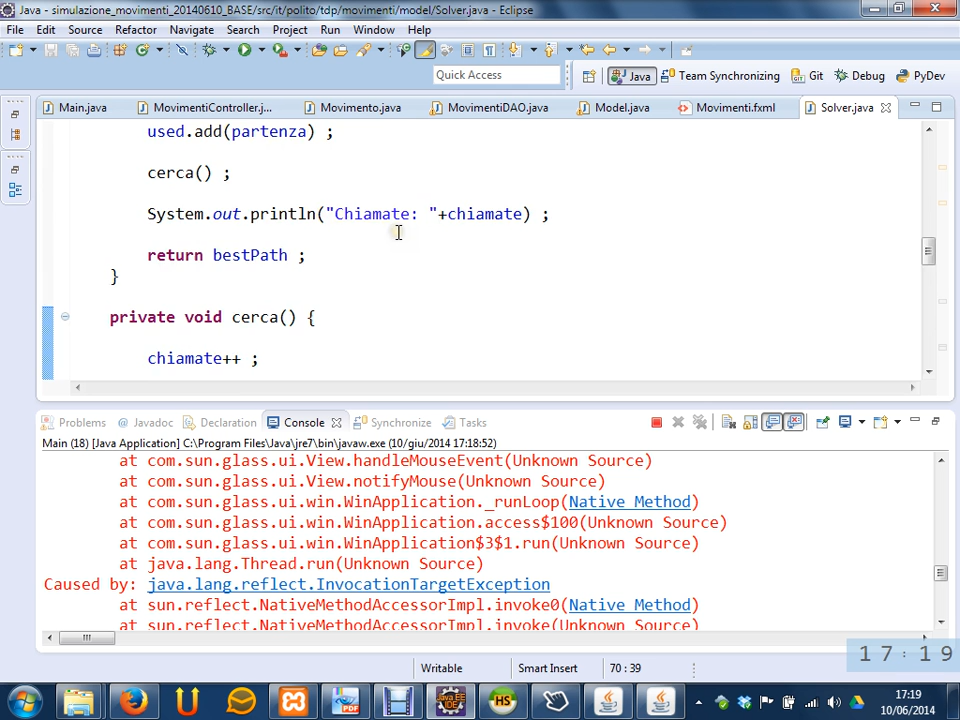 Java - simulazione_movimenti_20140610_BASE/src/it/polito/tdp/movimenti/model/Solver.java - Eclipse
File Edit Source Refactor Navigate Search Project Run Window Help
Quick Access
Java Team Synchronizing Git Debug PyDev
Main.java MovimentiController.j... Movimento.java MovimentiDAO.java Model.java Movimenti.fxml Solver.java
used.add(partenza) ;
cerca() ;
System.out.println("Chiamate: "+chiamate) ;
return bestPath ;
}
private void cerca() {
chiamate++ ;
Problems Javadoc Declaration Console Synchronize Tasks
Main (18) [Java Application] C:\Program Files\Java\jre7\bin\javaw.exe (10/giu/2014 17:18:52)
at com.sun.glass.ui.View.handleMouseEvent(Unknown Source)
at com.sun.glass.ui.View.notifyMouse(Unknown Source)
at com.sun.glass.ui.win.WinApplication._runLoop(Native Method)
at com.sun.glass.ui.win.WinApplication.access$100(Unknown Source)
at com.sun.glass.ui.win.WinApplication$3$1.run(Unknown Source)
at java.lang.Thread.run(Unknown Source)
Caused by: java.lang.reflect.InvocationTargetException
at sun.reflect.NativeMethodAccessorImpl.invoke0(Native Method)
at sun.reflect.NativeMethodAccessorImpl.invoke(Unknown Source)
17:19
Writable Smart Insert 70 : 39
PDF
Java EE
IDE
HS
17:19
10/06/2014